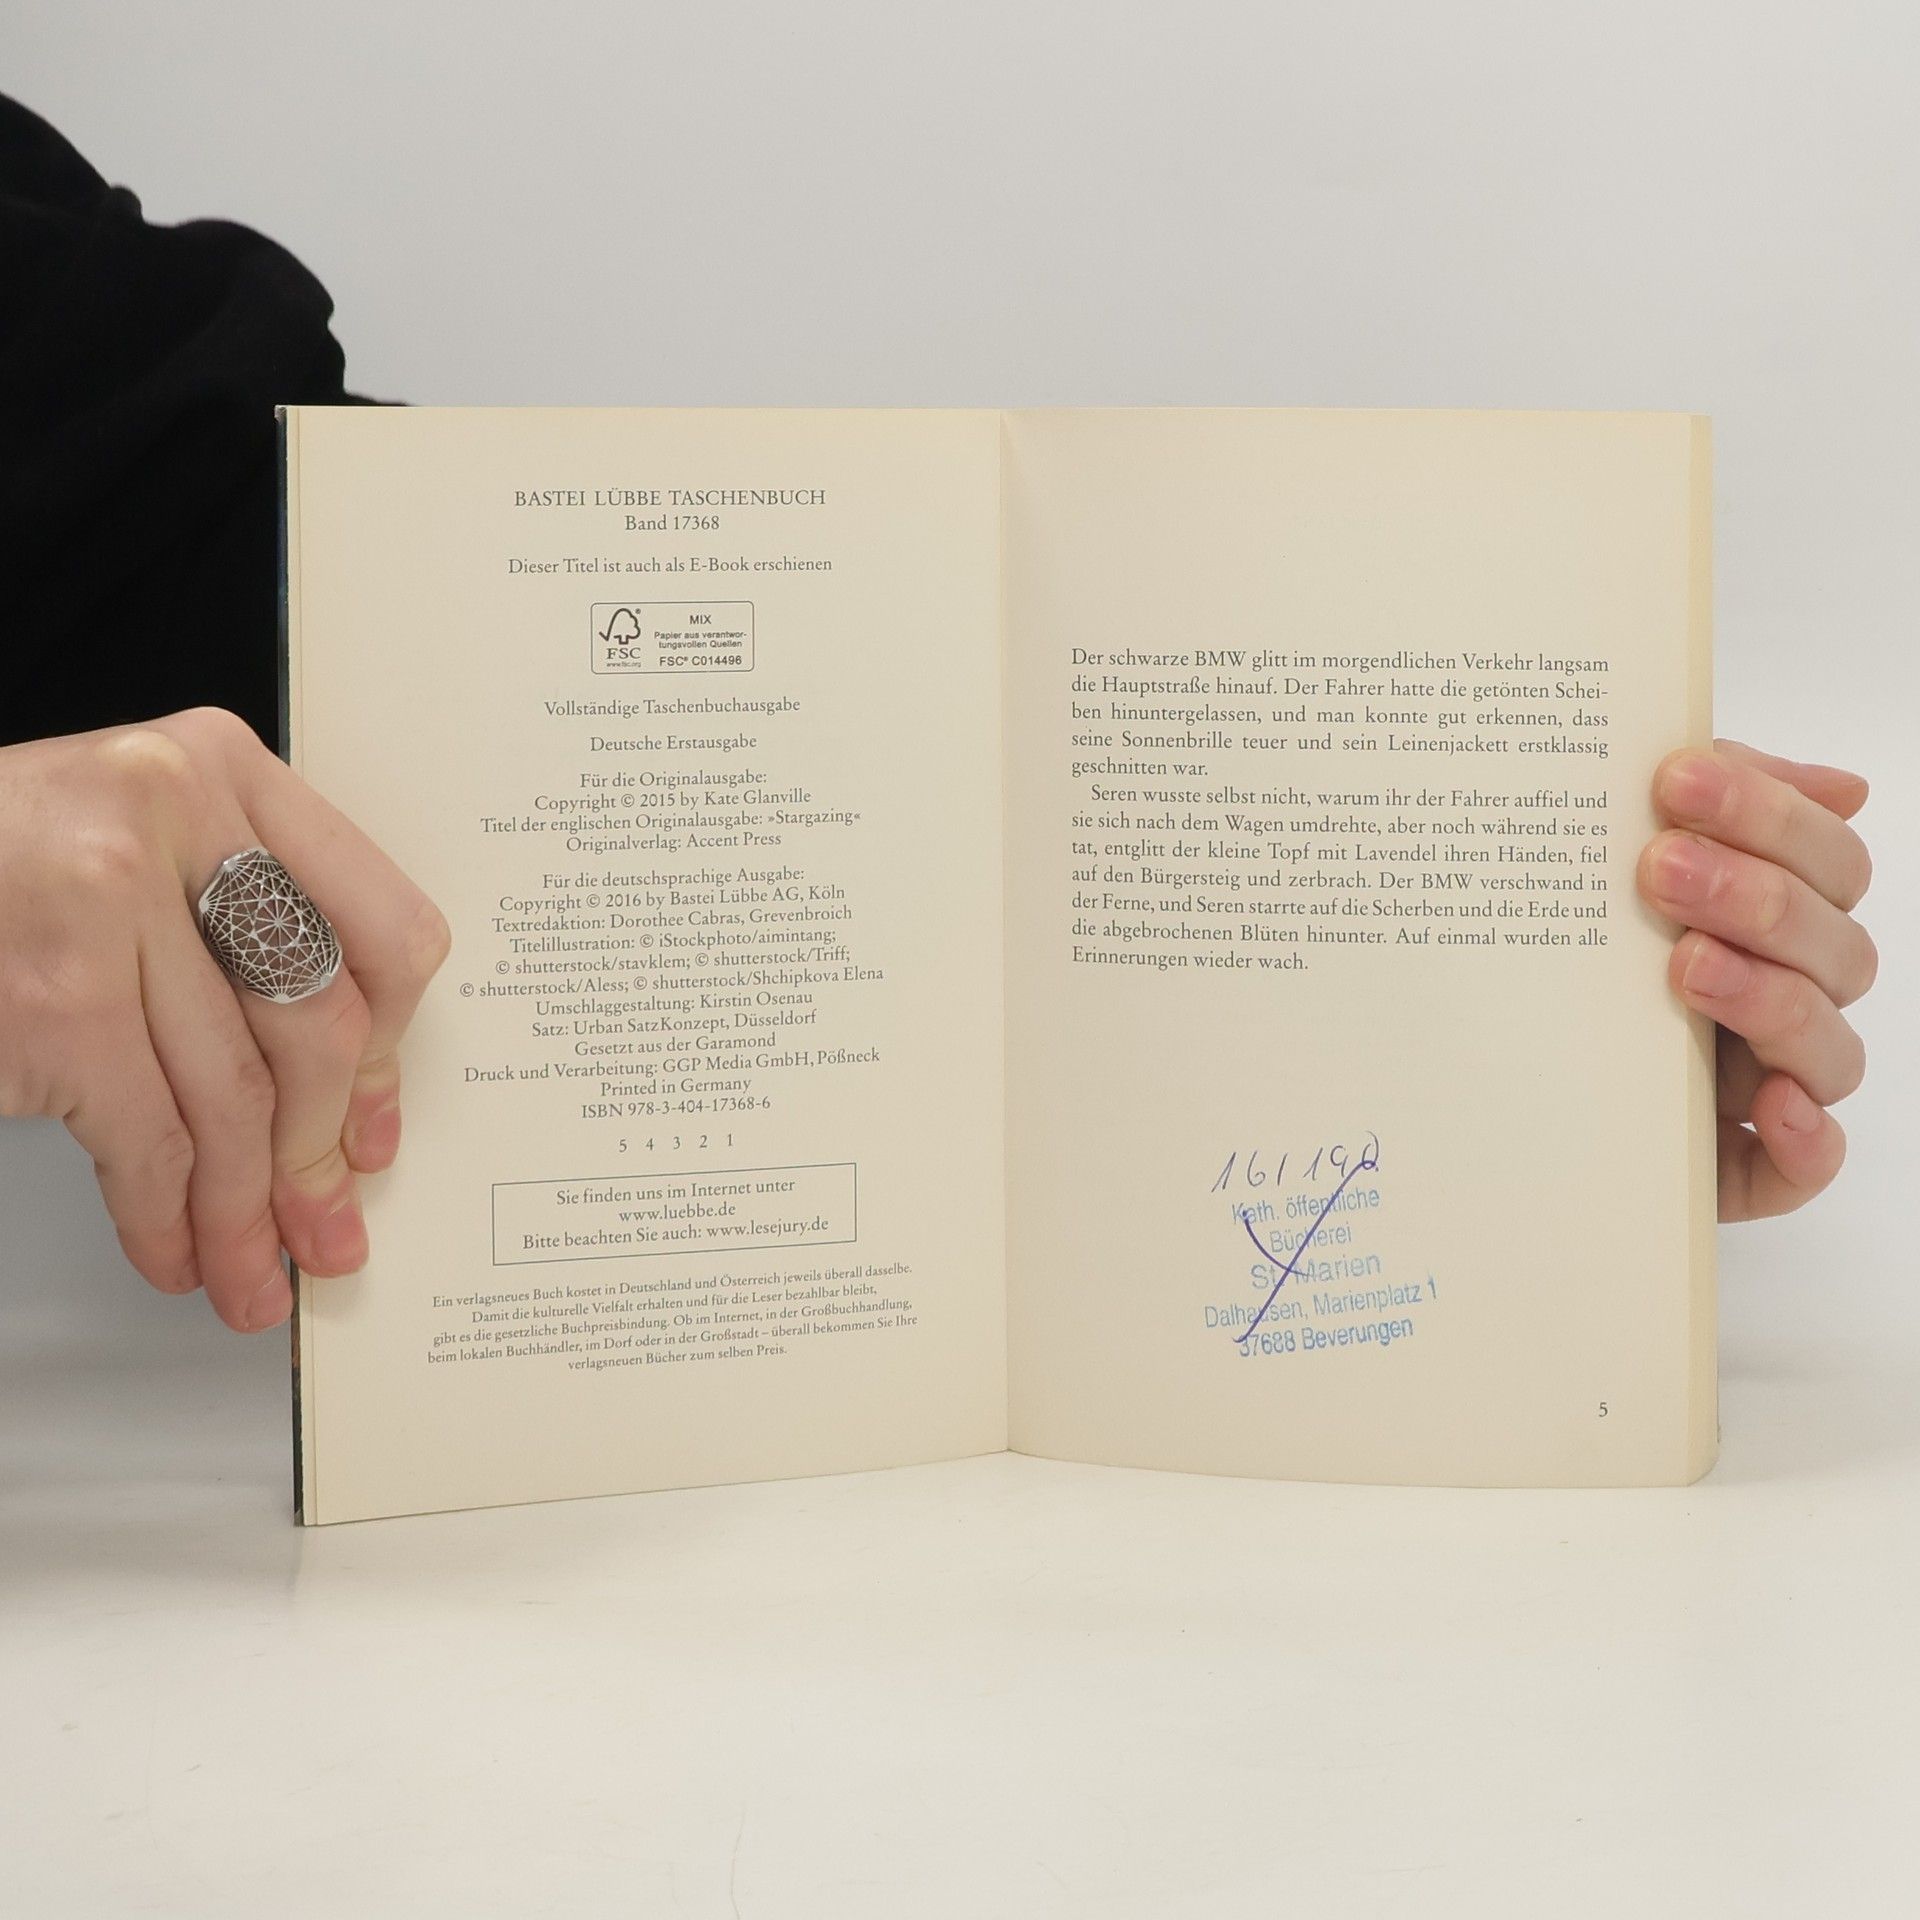 BASTEI LÜBBE TASCHENBUCH
Band 17368
Dieser Titel ist auch als E-Book erschienen
FSC
www.fsc.org
MIX
Papier aus verantwor-
tungsvollen Quellen
FSC® C014496
Vollständige Taschenbuchausgabe
Deutsche Erstausgabe
Für die Originalausgabe:
Copyright © 2015 by Kate Glanville
Titel der englischen Originalausgabe: »Stargazing«
Originalverlag: Accent Press
Für die deutschsprachige Ausgabe:
Copyright © 2016 by Bastei Lübbe AG, Köln
Textredaktion: Dorothee Cabras, Grevenbroich
Titelillustration: © iStockphoto/aimintang;
© shutterstock/stavklem; © shutterstock/Triff;
© shutterstock/Aless; © shutterstock/Shchipkova Elena
Umschlaggestaltung: Kirstin Osenau
Satz: Urban SatzKonzept, Düsseldorf
Gesetzt aus der Garamond
Druck und Verarbeitung: GGP Media GmbH, Pößneck
Printed in Germany
ISBN 978-3-404-17368-6
5 4 3 2 1
Sie finden uns im Internet unter
www.luebbe.de
Bitte beachten Sie auch: www.lesejury.de
Ein verlagsneues Buch kostet in Deutschland und Österreich jeweils überall dasselbe.
Damit die kulturelle Vielfalt erhalten und für die Leser bezahlbar bleibt,
gibt es die gesetzliche Buchpreisbindung. Ob im Internet, in der Großbuchhandlung,
beim lokalen Buchhändler, im Dorf oder in der Großstadt – überall bekommen Sie Ihre
verlagsneuen Bücher zum selben Preis.
Der schwarze BMW glitt im morgendlichen Verkehr langsam
die Hauptstraße hinauf. Der Fahrer hatte die getönten Schei-
ben hinuntergelassen, und man konnte gut erkennen, dass
seine Sonnenbrille teuer und sein Leinenjackett erstklassig
geschnitten war.
Seren wusste selbst nicht, warum ihr der Fahrer auffiel und
sie sich nach dem Wagen umdrehte, aber noch während sie es
tat, entglitt der kleine Topf mit Lavendel ihren Händen, fiel
auf den Bürgersteig und zerbrach. Der BMW verschwand in
der Ferne, und Seren starrte auf die Scherben und die Erde und
die abgebrochenen Blüten hinunter. Auf einmal wurden alle
Erinnerungen wieder wach.
Kath. öffentliche
Bücherei
St. Marien
Dalhausen, Marienplatz 1
37688 Beverungen
5